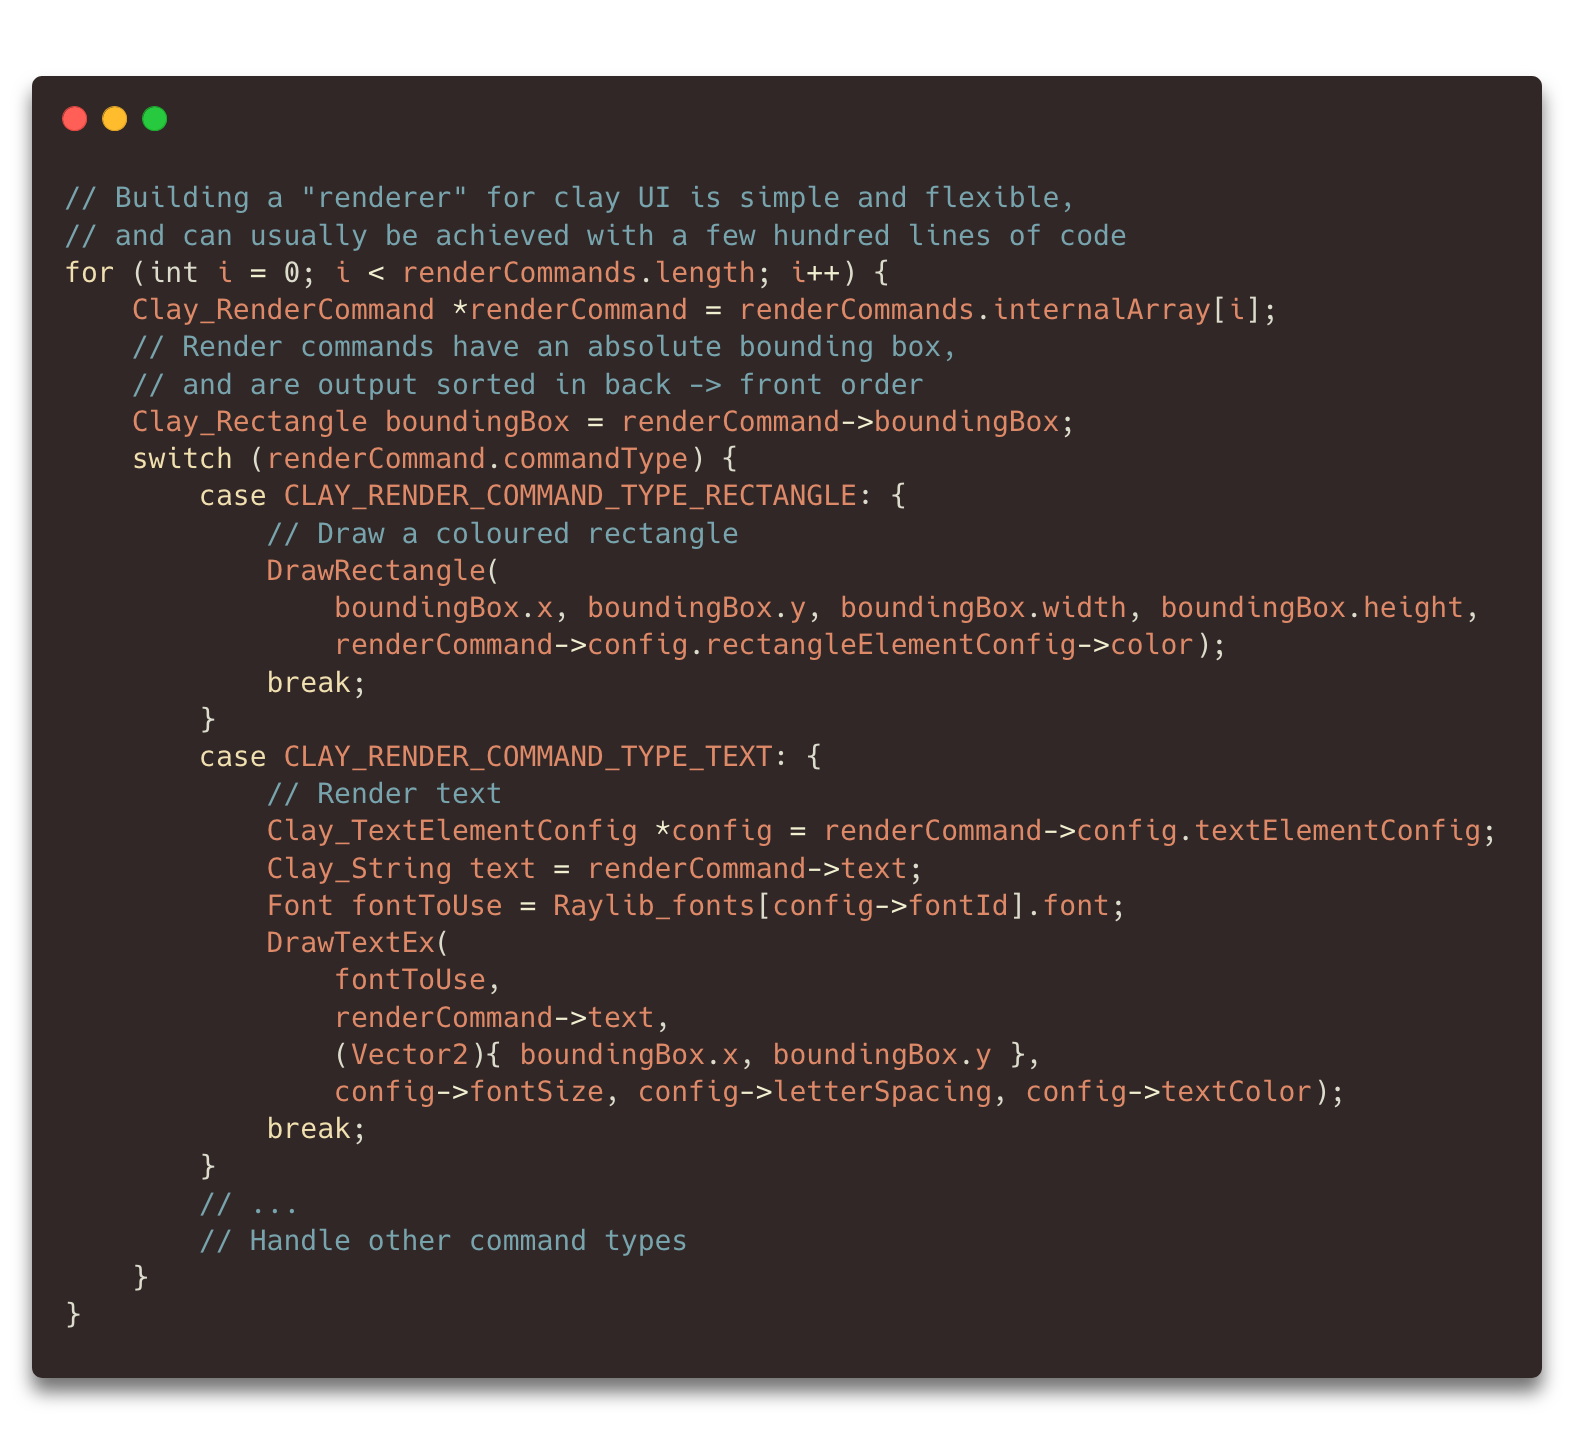 // Building a "renderer" for clay UI is simple and flexible,
// and can usually be achieved with a few hundred lines of code
for (int i = 0; i < renderCommands.length; i++) {
    Clay_RenderCommand *renderCommand = renderCommands.internalArray[i];
    // Render commands have an absolute bounding box,
    // and are output sorted in back -> front order
    Clay_Rectangle boundingBox = renderCommand->boundingBox;
    switch (renderCommand.commandType) {
        case CLAY_RENDER_COMMAND_TYPE_RECTANGLE: {
            // Draw a coloured rectangle
            DrawRectangle(
                boundingBox.x, boundingBox.y, boundingBox.width, boundingBox.height,
                renderCommand->config.rectangleElementConfig->color);
            break;
        }
        case CLAY_RENDER_COMMAND_TYPE_TEXT: {
            // Render text
            Clay_TextElementConfig *config = renderCommand->config.textElementConfig;
            Clay_String text = renderCommand->text;
            Font fontToUse = Raylib_fonts[config->fontId].font;
            DrawTextEx(
                fontToUse,
                renderCommand->text,
                (Vector2){ boundingBox.x, boundingBox.y },
                config->fontSize, config->letterSpacing, config->textColor);
            break;
        }
        // ...
        // Handle other command types
    }
}